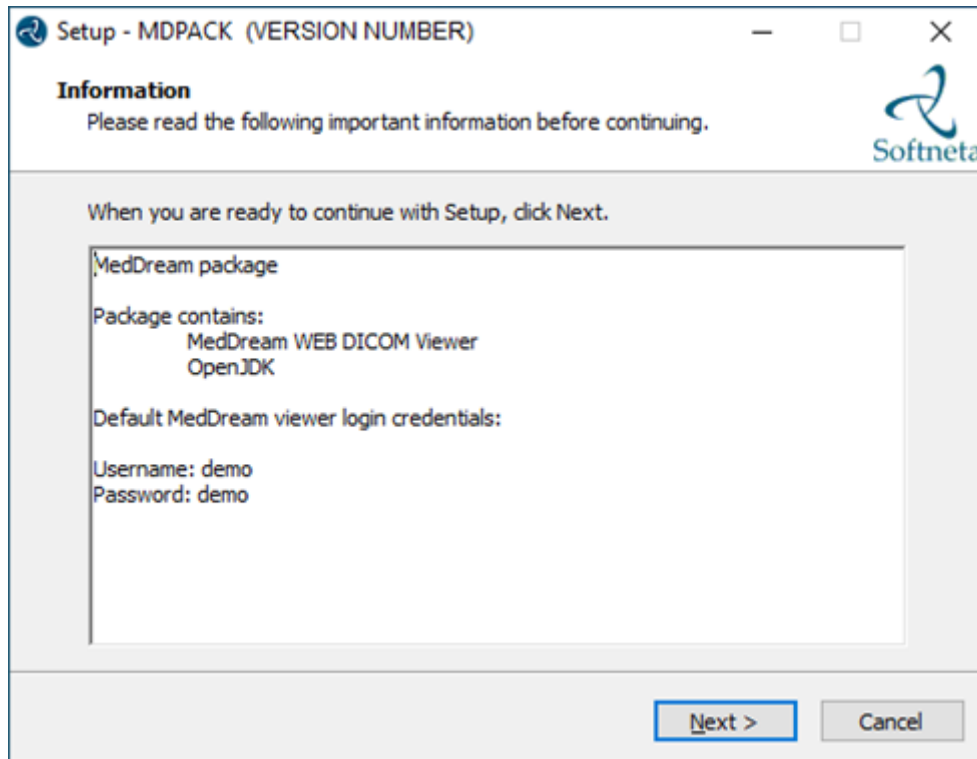 Setup - MDPACK (VERSION NUMBER)
Information
Please read the following important information before continuing.
Softneta
When you are ready to continue with Setup, click Next.
MedDream package
Package contains:
MedDream WEB DICOM Viewer
OpenJDK
Default MedDream viewer login credentials:
Username: demo
Password: demo
Next >
Cancel